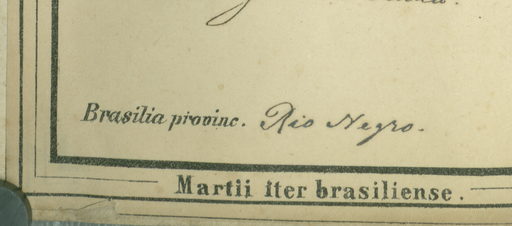 Brasilia provinc. Rio Negro.
Martii Iter brasiliense.